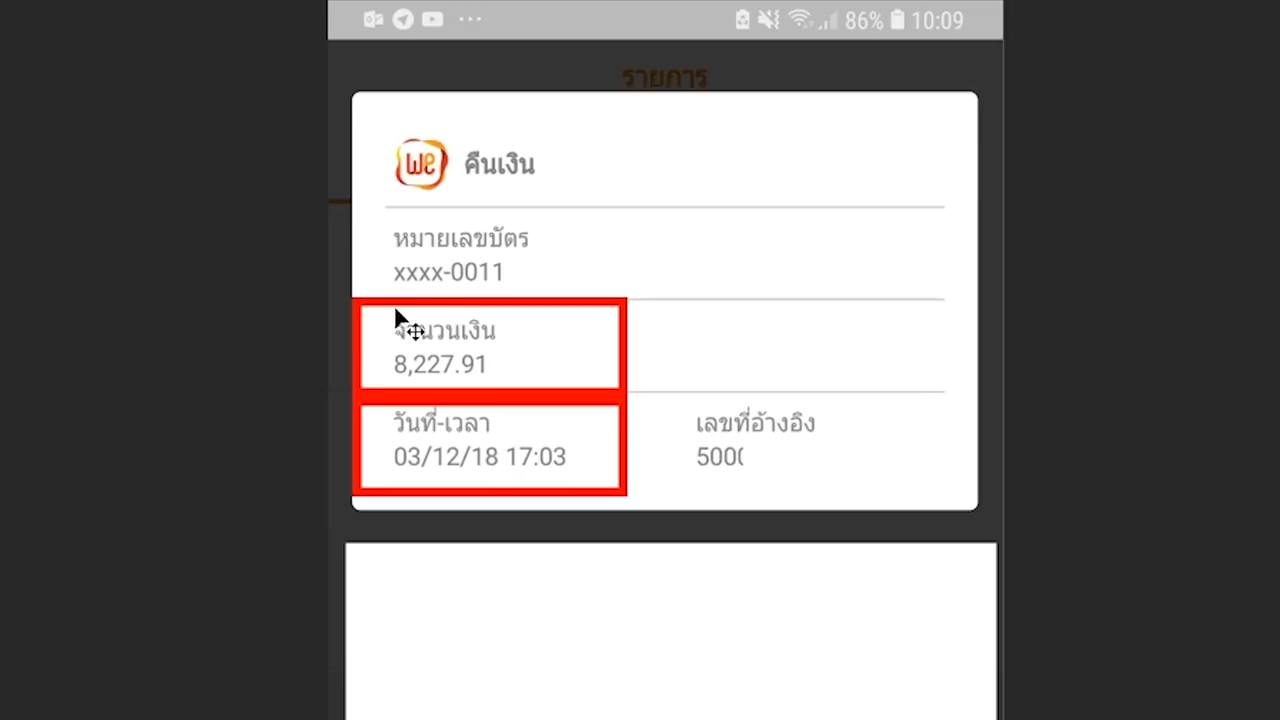 86% 10:09
รายการ
we คืนเงิน
หมายเลขบัตร
xxxx-0011
จำนวนเงิน
8,227.91
วันที่-เวลา
03/12/18 17:03
เลขที่อ้างอิง
500